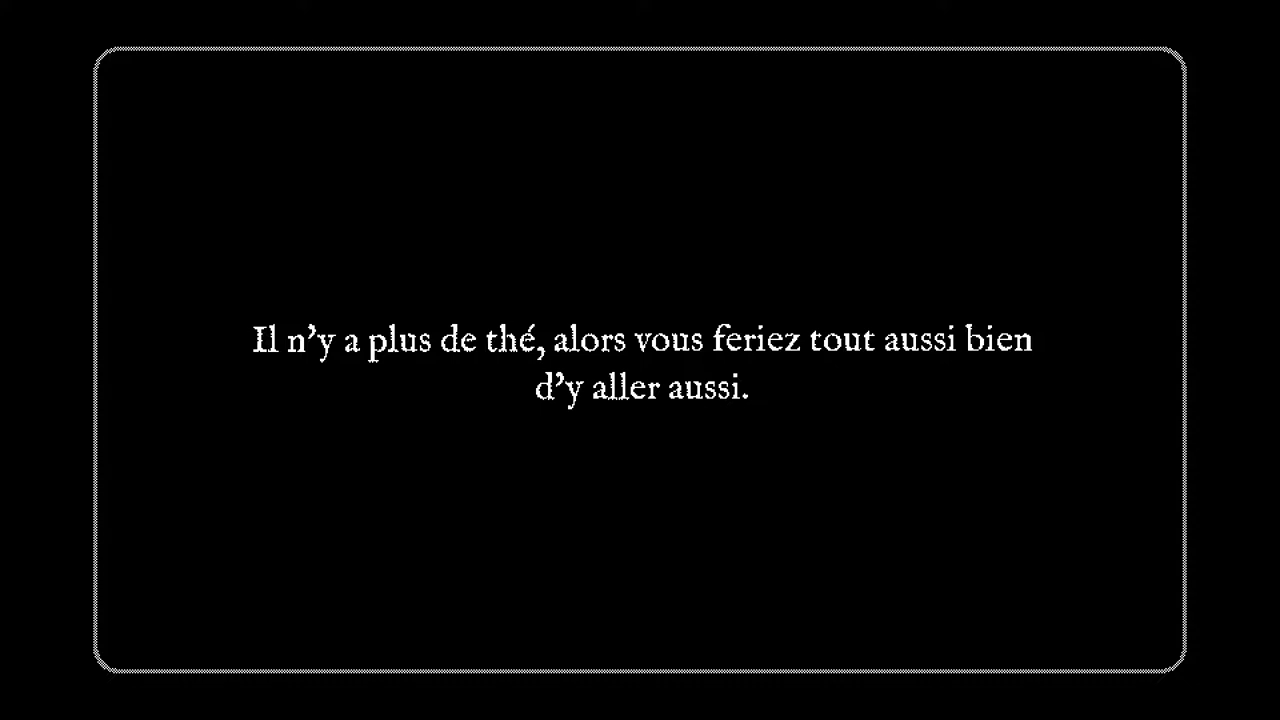 Il n'y a plus de thé, alors vous feriez tout aussi bien
d'y aller aussi.